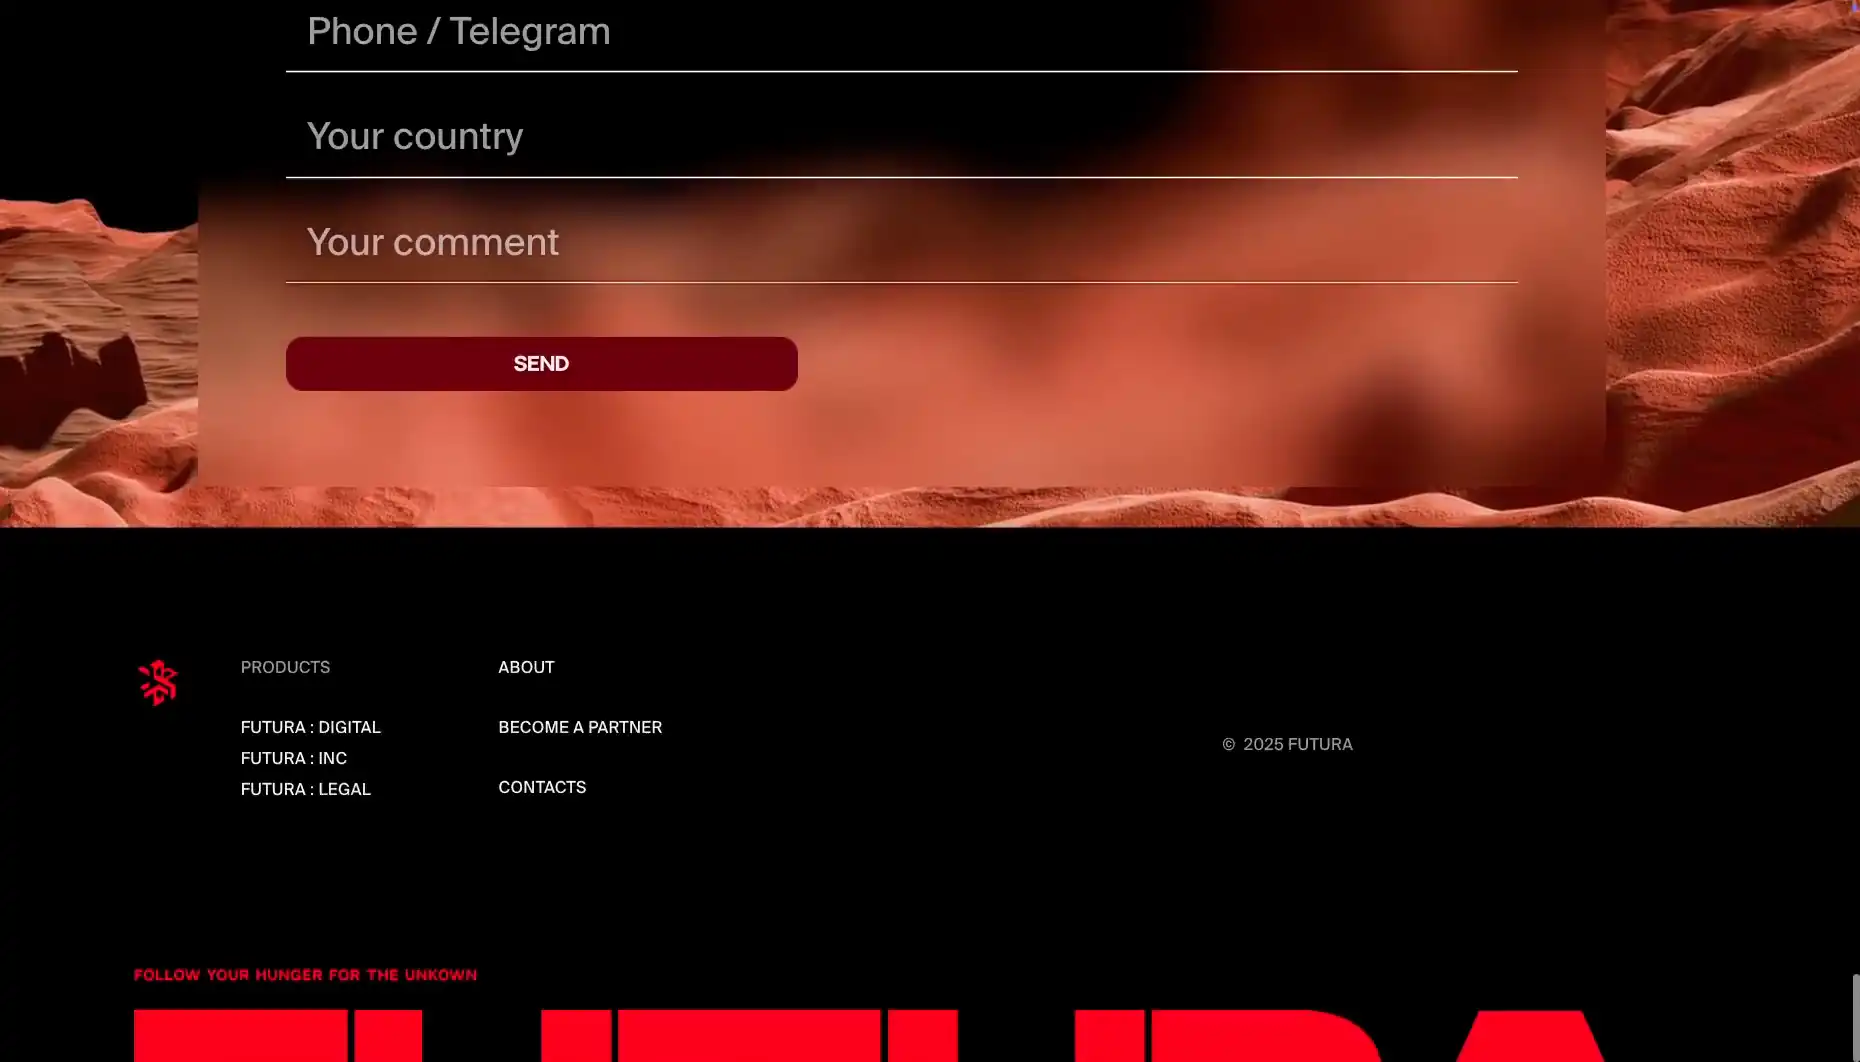 Phone / Telegram
Your country
Your comment
SEND
PRODUCTS
FUTURA : DIGITAL
FUTURA : INC
FUTURA : LEGAL
ABOUT
BECOME A PARTNER
CONTACTS
© 2025 FUTURA
FOLLOW YOUR HUNGER FOR THE UNKOWN
FUTURA